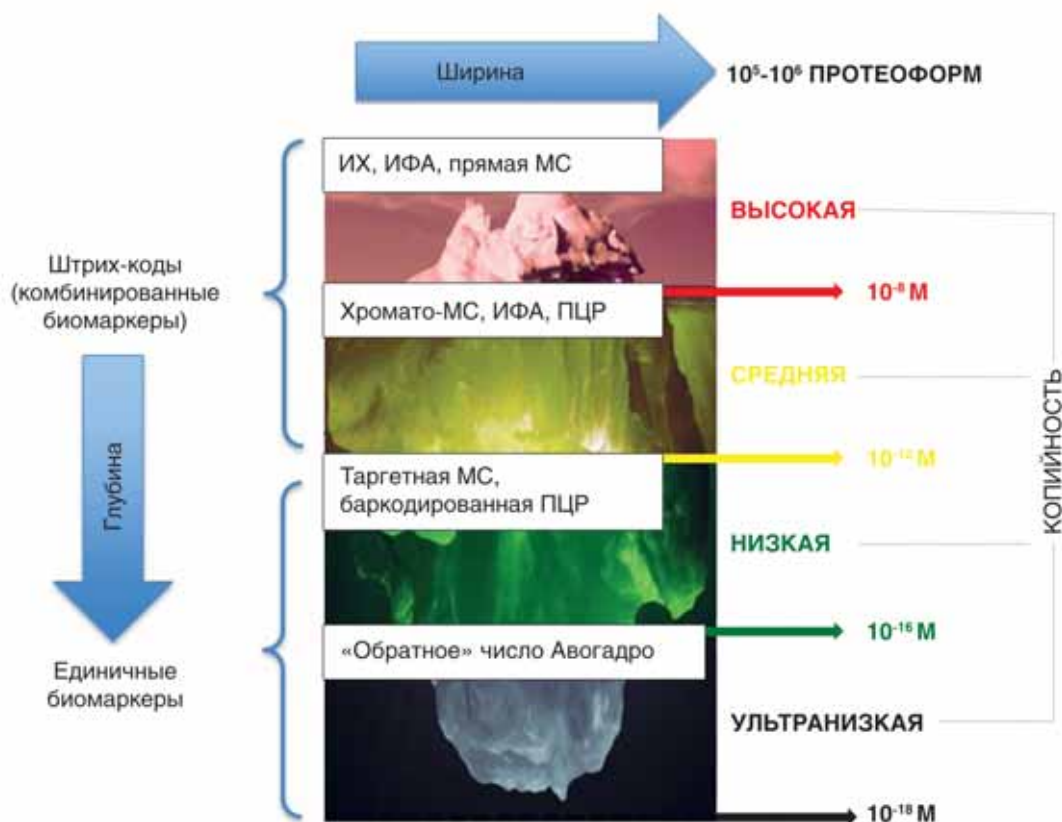 Ширина
10⁵-10⁶ ПРОТЕОФОРМ
ИХ, ИФА, прямая МС
ВЫСОКАЯ
Штрих-коды
(комбинированные
биомаркеры)
10⁻⁸ М
Хромато-МС, ИФА, ПЦР
СРЕДНЯЯ
КОПИЙНОСТЬ
Глубина
10⁻¹² М
Таргетная МС,
баркодированная ПЦР
НИЗКАЯ
10⁻¹⁶ М
«Обратное» число Авогадро
Единичные
биомаркеры
УЛЬТРАНИЗКАЯ
10⁻¹⁸ М